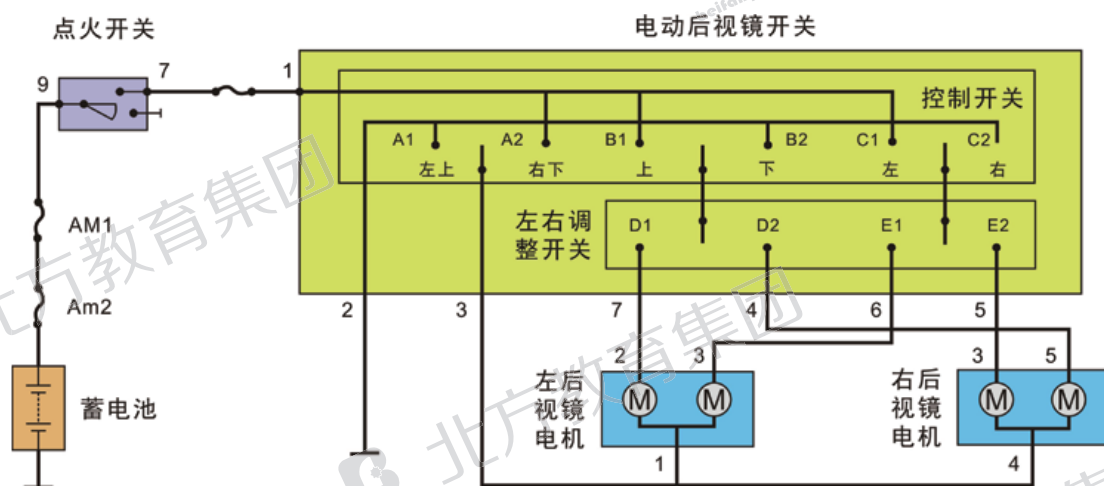 点火开关
电动后视镜开关
9
7
1
控制开关
A1
A2
B1
B2
C1
C2
左上
右下
上
下
左
右
左右调
整开关
D1
D2
E1
E2
AM1
Am2
2
3
7
4
6
5
蓄电池
左后
视镜
电机
2
3
M
M
1
右后
视镜
电机
3
5
M
M
4
北方教育集团
北方教育集团